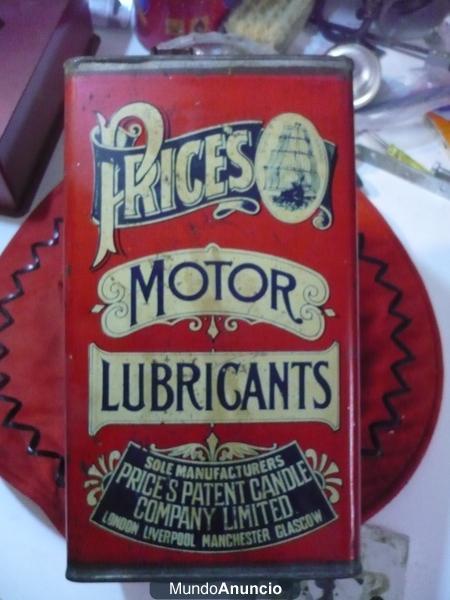 PRICE'S
MOTOR
LUBRICANTS
SOLE MANUFACTURERS
PRICE'S PATENT CANDLE
COMPANY LIMITED
LONDON LIVERPOOL MANCHESTER GLASGOW
MundoAnuncio